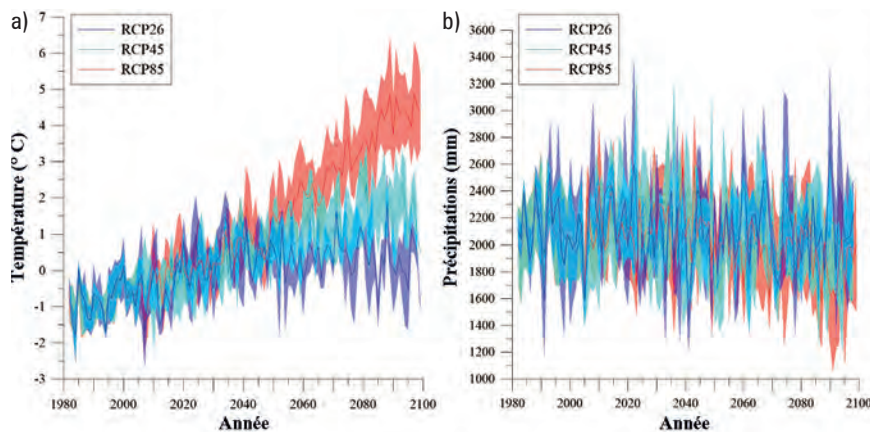 a)
RCP26
RCP45
RCP85
Température (° C)
7
6
5
4
3
2
1
0
-1
-2
-3
1980 2000 2020 2040 2060 2080 2100
Année
b)
RCP26
RCP45
RCP85
Précipitations (mm)
3600
3400
3200
3000
2800
2600
2400
2200
2000
1800
1600
1400
1200
1000
1980 2000 2020 2040 2060 2080 2100
Année